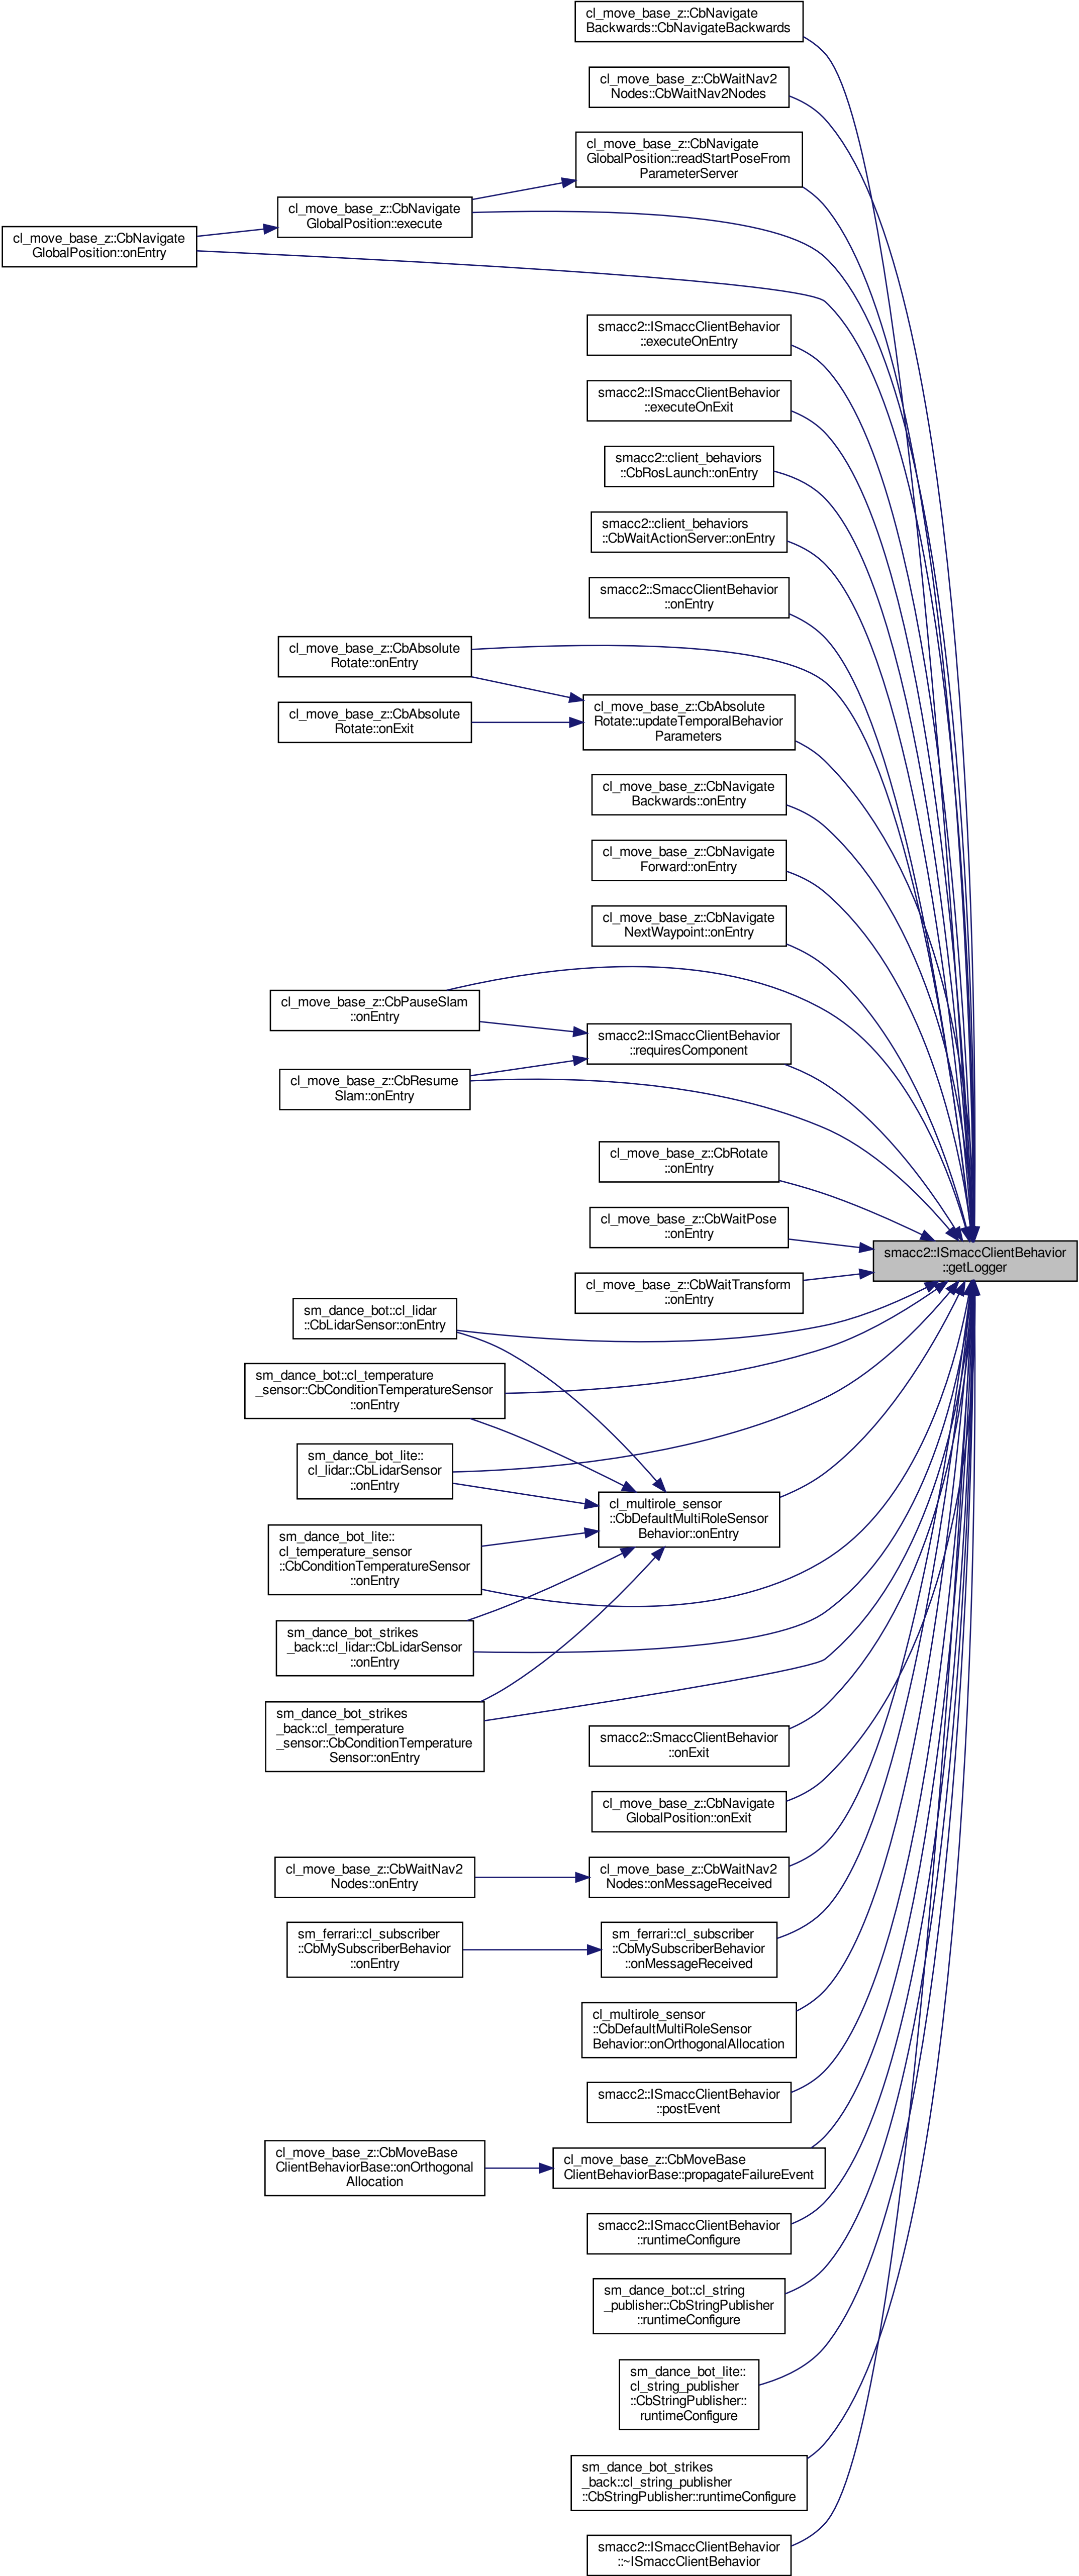 cl_move_base_z::CbNavigate
Backwards::CbNavigateBackwards
cl_move_base_z::CbWaitNav2
Nodes::CbWaitNav2Nodes
cl_move_base_z::CbNavigate
GlobalPosition::readStartPoseFrom
ParameterServer
cl_move_base_z::CbNavigate
GlobalPosition::execute
cl_move_base_z::CbNavigate
GlobalPosition::onEntry
smacc2::ISmaccClientBehavior
::executeOnEntry
smacc2::ISmaccClientBehavior
::executeOnExit
smacc2::client_behaviors
::CbRosLaunch::onEntry
smacc2::client_behaviors
::CbWaitActionServer::onEntry
smacc2::SmaccClientBehavior
::onEntry
cl_move_base_z::CbAbsolute
Rotate::onEntry
cl_move_base_z::CbAbsolute
Rotate::onExit
cl_move_base_z::CbAbsolute
Rotate::updateTemporalBehavior
Parameters
cl_move_base_z::CbNavigate
Backwards::onEntry
cl_move_base_z::CbNavigate
Forward::onEntry
cl_move_base_z::CbNavigate
NextWaypoint::onEntry
cl_move_base_z::CbPauseSlam
::onEntry
smacc2::ISmaccClientBehavior
::requiresComponent
cl_move_base_z::CbResume
Slam::onEntry
cl_move_base_z::CbRotate
::onEntry
cl_move_base_z::CbWaitPose
::onEntry
smacc2::ISmaccClientBehavior
::getLogger
cl_move_base_z::CbWaitTransform
::onEntry
sm_dance_bot::cl_lidar
::CbLidarSensor::onEntry
sm_dance_bot::cl_temperature
_sensor::CbConditionTemperatureSensor
::onEntry
sm_dance_bot_lite::
cl_lidar::CbLidarSensor
::onEntry
cl_multirole_sensor
::CbDefaultMultiRoleSensor
Behavior::onEntry
sm_dance_bot_lite::
cl_temperature_sensor
::CbConditionTemperatureSensor
::onEntry
sm_dance_bot_strikes
_back::cl_lidar::CbLidarSensor
::onEntry
sm_dance_bot_strikes
_back::cl_temperature
_sensor::CbConditionTemperature
Sensor::onEntry
smacc2::SmaccClientBehavior
::onExit
cl_move_base_z::CbNavigate
GlobalPosition::onExit
cl_move_base_z::CbWaitNav2
Nodes::onEntry
cl_move_base_z::CbWaitNav2
Nodes::onMessageReceived
sm_ferrari::cl_subscriber
::CbMySubscriberBehavior
::onEntry
sm_ferrari::cl_subscriber
::CbMySubscriberBehavior
::onMessageReceived
cl_multirole_sensor
::CbDefaultMultiRoleSensor
Behavior::onOrthogonalAllocation
smacc2::ISmaccClientBehavior
::postEvent
cl_move_base_z::CbMoveBase
ClientBehaviorBase::onOrthogonal
Allocation
cl_move_base_z::CbMoveBase
ClientBehaviorBase::propagateFailureEvent
smacc2::ISmaccClientBehavior
::runtimeConfigure
sm_dance_bot::cl_string
_publisher::CbStringPublisher
::runtimeConfigure
sm_dance_bot_lite::
cl_string_publisher
::CbStringPublisher::
runtimeConfigure
sm_dance_bot_strikes
_back::cl_string_publisher
::CbStringPublisher::runtimeConfigure
smacc2::ISmaccClientBehavior
::~ISmaccClientBehavior